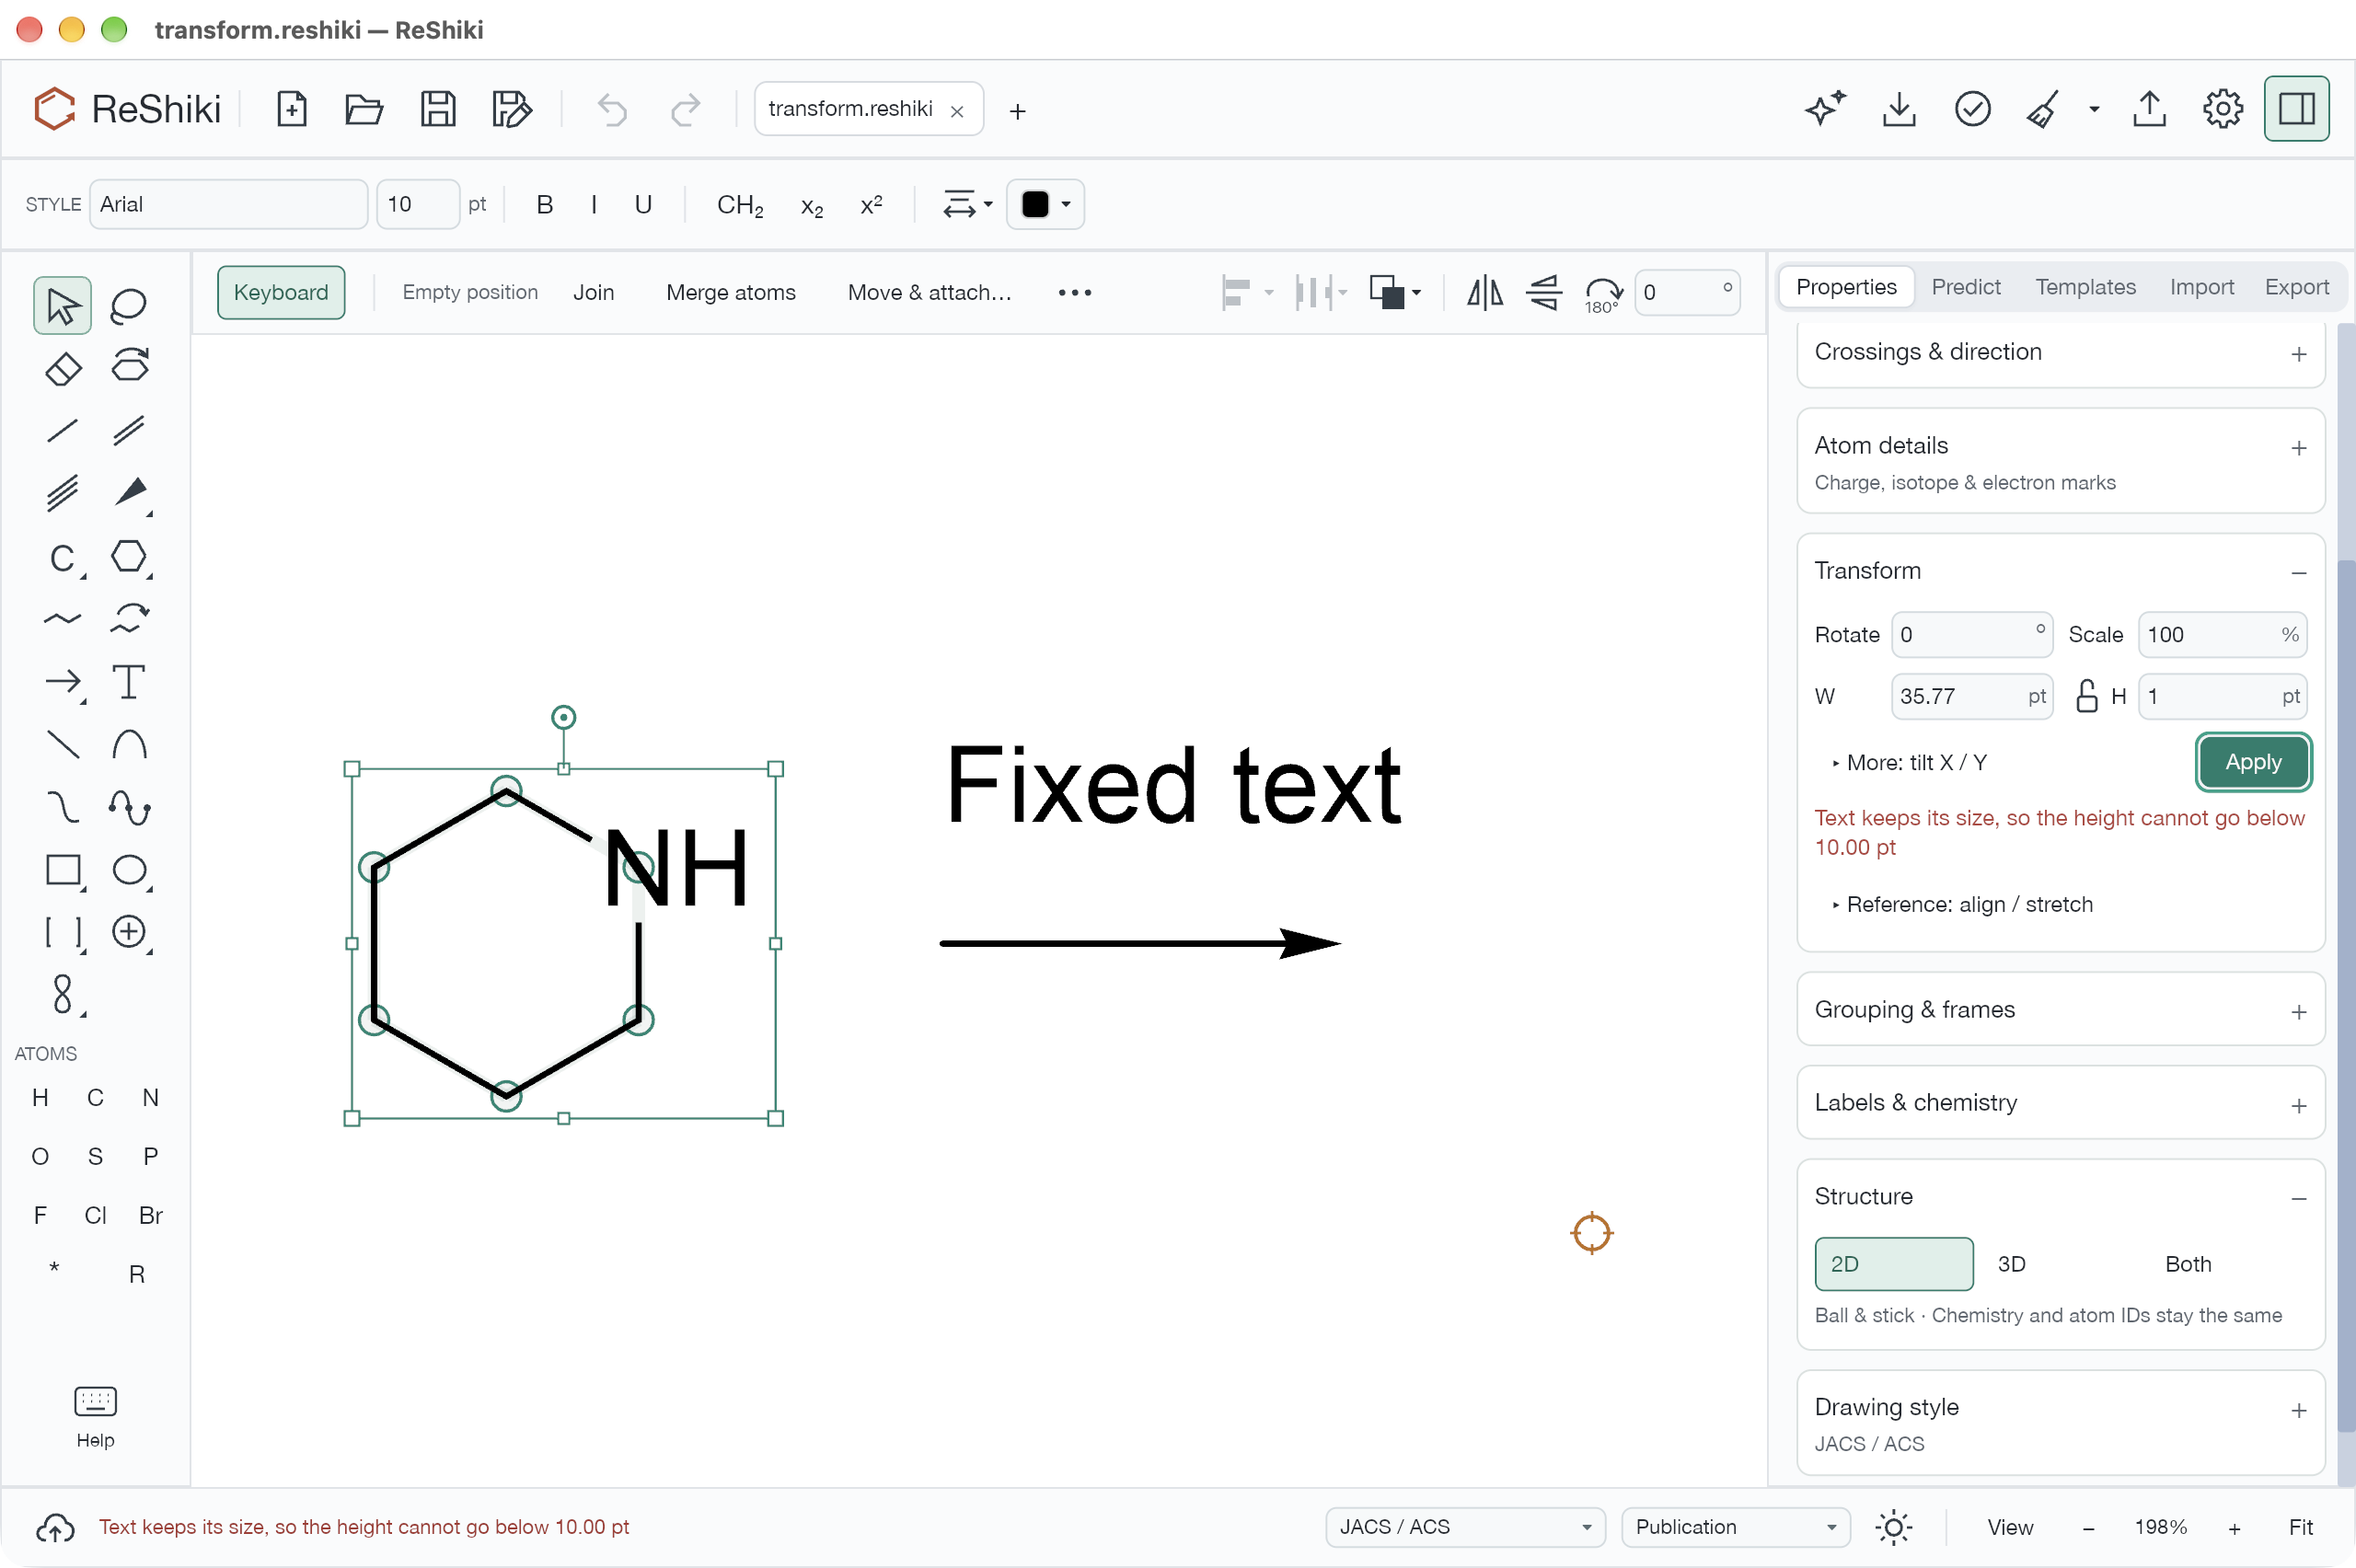 transform.reshiki — ReShiki
ReShiki
transform.reshiki ×
+
STYLE Arial 10 pt B I U CH₂ x₂ x²
Keyboard Empty position Join Merge atoms Move & attach... •••
180° 0 °
Properties Predict Templates Import Export
Crossings & direction +
Atom details +
Charge, isotope & electron marks
Transform –
Rotate 0 ° Scale 100 %
W 35.77 pt H 1 pt
More: tilt X / Y Apply
Text keeps its size, so the height cannot go below
10.00 pt
Reference: align / stretch
Grouping & frames +
Labels & chemistry +
Structure –
2D 3D Both
Ball & stick · Chemistry and atom IDs stay the same
Drawing style +
JACS / ACS
C
T
[ ]
ATOMS
H C N
O S P
F Cl Br
* R
Help
NH
Fixed text
Text keeps its size, so the height cannot go below 10.00 pt
JACS / ACS Publication View – 198% + Fit